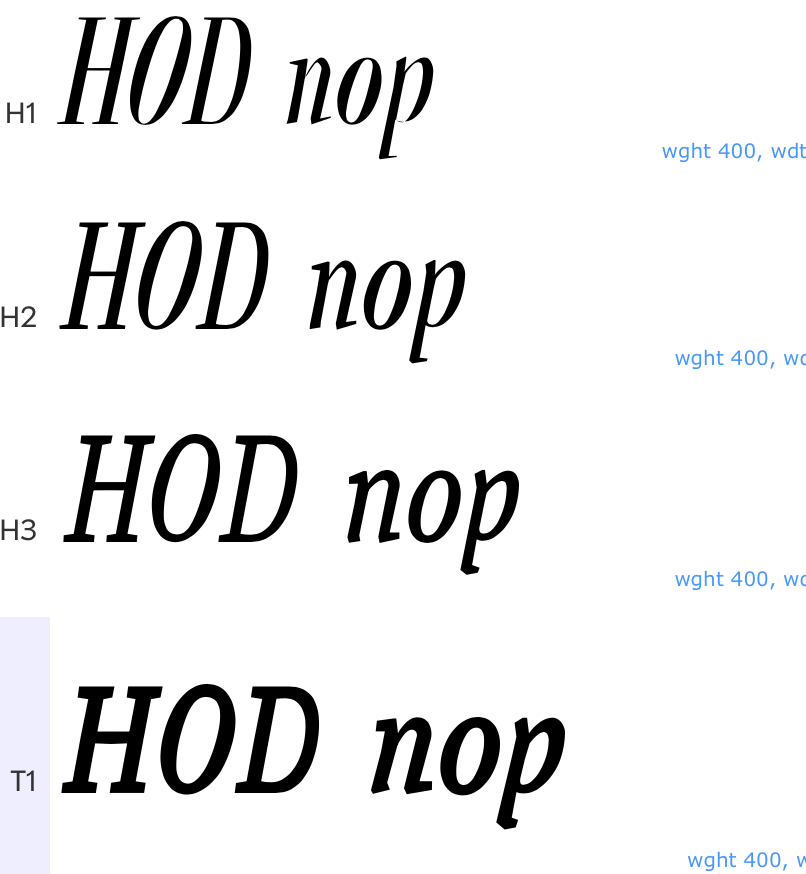 H1 HOD nop
wght 400, wdt
H2 HOD nop
wght 400, wd
H3 HOD nop
wght 400, wd
T1 HOD nop
wght 400, w